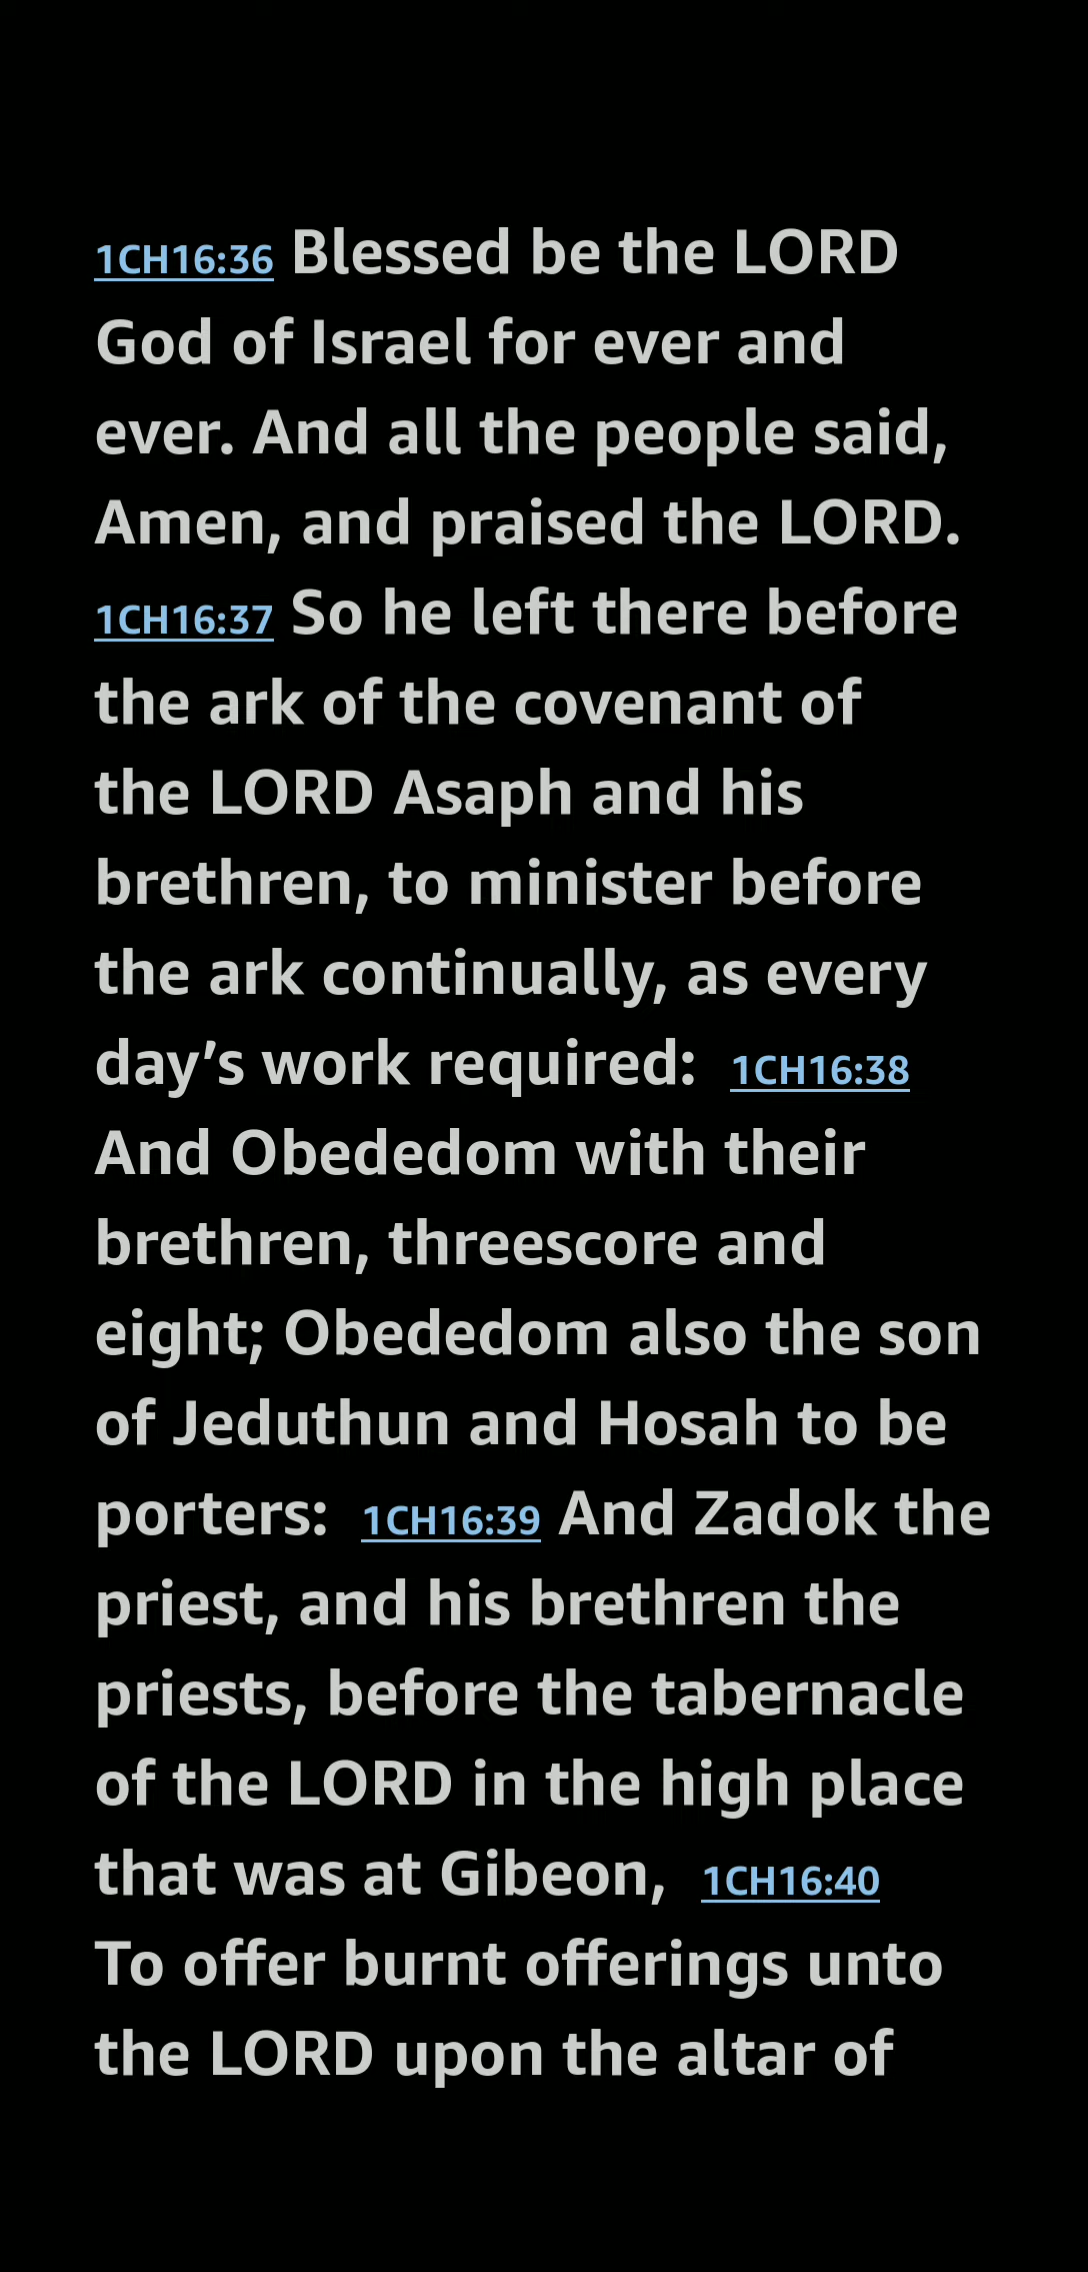 1CH16:36 Blessed be the LORD
God of Israel for ever and
ever. And all the people said,
Amen, and praised the LORD.
1CH16:37 So he left there before
the ark of the covenant of
the LORD Asaph and his
brethren, to minister before
the ark continually, as every
day’s work required: 1CH16:38
And Obededom with their
brethren, threescore and
eight; Obededom also the son
of Jeduthun and Hosah to be
porters: 1CH16:39 And Zadok the
priest, and his brethren the
priests, before the tabernacle
of the LORD in the high place
that was at Gibeon, 1CH16:40
To offer burnt offerings unto
the LORD upon the altar of